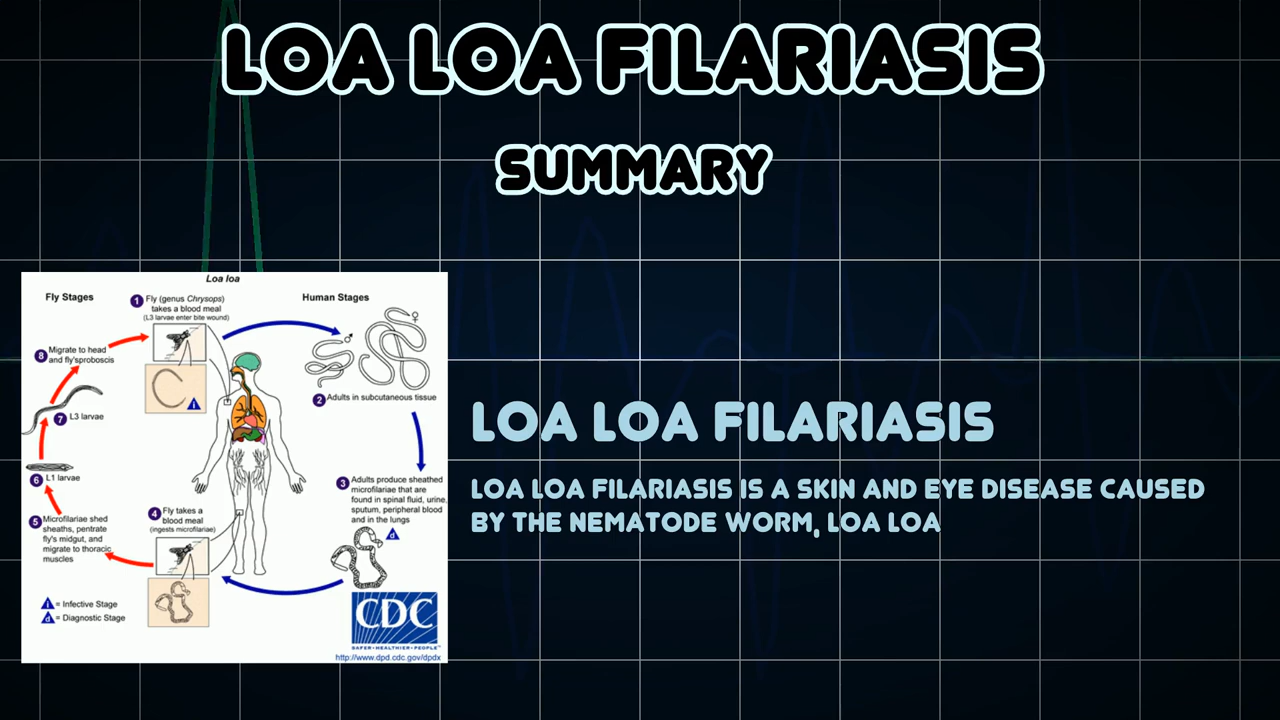 LOA LOA FILARIASIS
SUMMARY
Loa loa
Fly Stages
Human Stages
1 Fly (genus Chrysops)
takes a blood meal
(L3 larvae enter bite wound)
i
♂
♀
2 Adults in subcutaneous tissue
3 Adults produce sheathed
microfilariae that are
found in spinal fluid, urine,
sputum, peripheral blood
and in the lungs
d
4 Fly takes a
blood meal
(ingests microfilariae)
5 Microfilariae shed
sheaths, pentrate
fly's midgut, and
migrate to thoracic
muscles
6 L1 larvae
7 L3 larvae
8 Migrate to head
and fly'sproboscis
i = Infective Stage
d = Diagnostic Stage
CDC
SAFER·HEALTHIER·PEOPLE™
http://www.dpd.cdc.gov/dpdx
LOA LOA FILARIASIS
LOA LOA FILARIASIS IS A SKIN AND EYE DISEASE CAUSED
BY THE NEMATODE WORM, LOA LOA